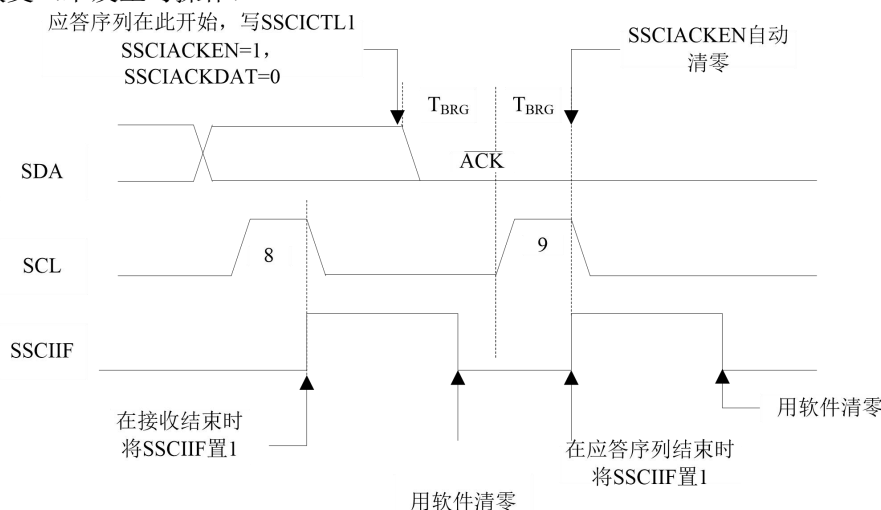 应答序列在此开始，写SSCICTL1
SSCIACKEN=1，
SSCIACKDAT=0
SSCIACKEN自动
清零
TBRG
TBRG
SDA
ACK
SCL
8
9
SSCIIF
在接收结束时
将SSCIIF置1
用软件清零
在应答序列结束时
将SSCIIF置1
用软件清零